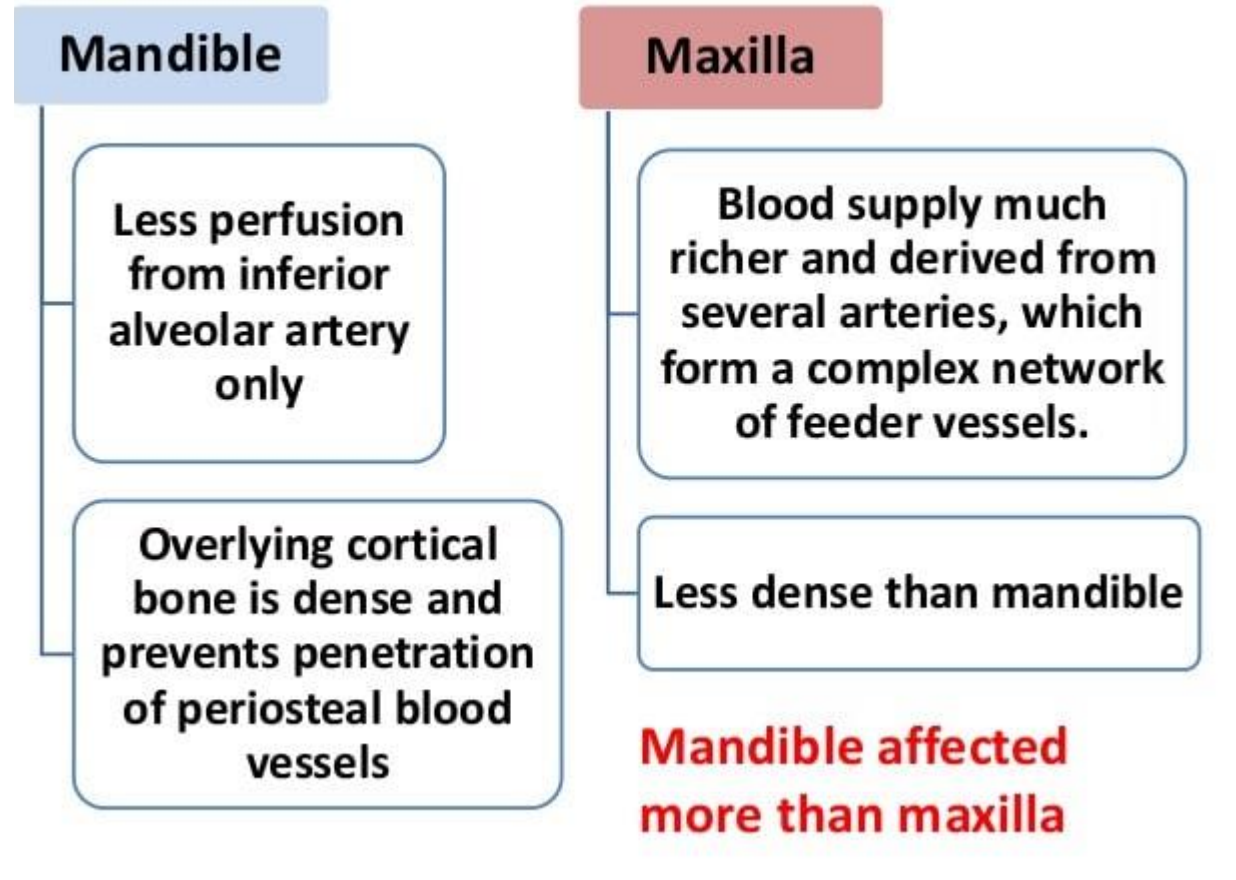 Mandible
Less perfusion
from inferior
alveolar artery
only
Overlying cortical
bone is dense and
prevents penetration
of periosteal blood
vessels
Maxilla
Blood supply much
richer and derived from
several arteries, which
form a complex network
of feeder vessels.
Less dense than mandible
Mandible affected
more than maxilla